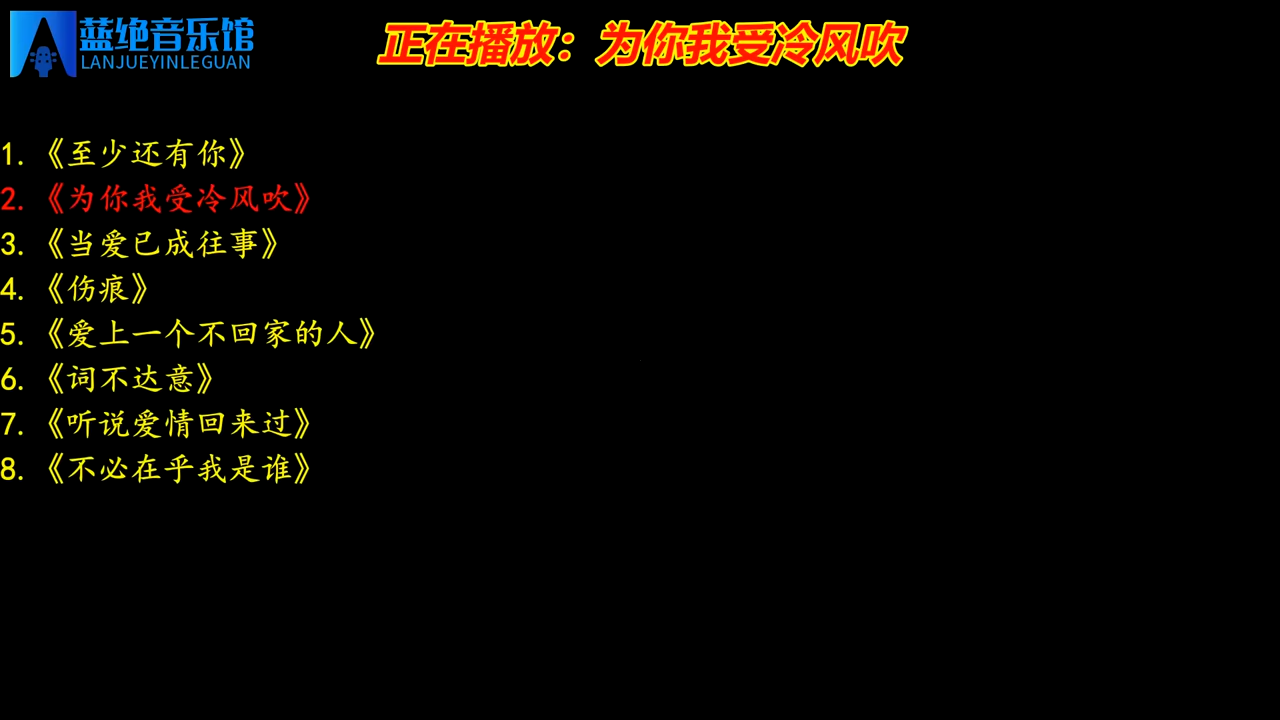 蓝绝音乐馆
LANJUEYINLEGUAN
正在播放：为你我受冷风吹
1.《至少还有你》
2.《为你我受冷风吹》
3.《当爱已成往事》
4.《伤痕》
5.《爱上一个不回家的人》
6.《词不达意》
7.《听说爱情回来过》
8.《不必在乎我是谁》